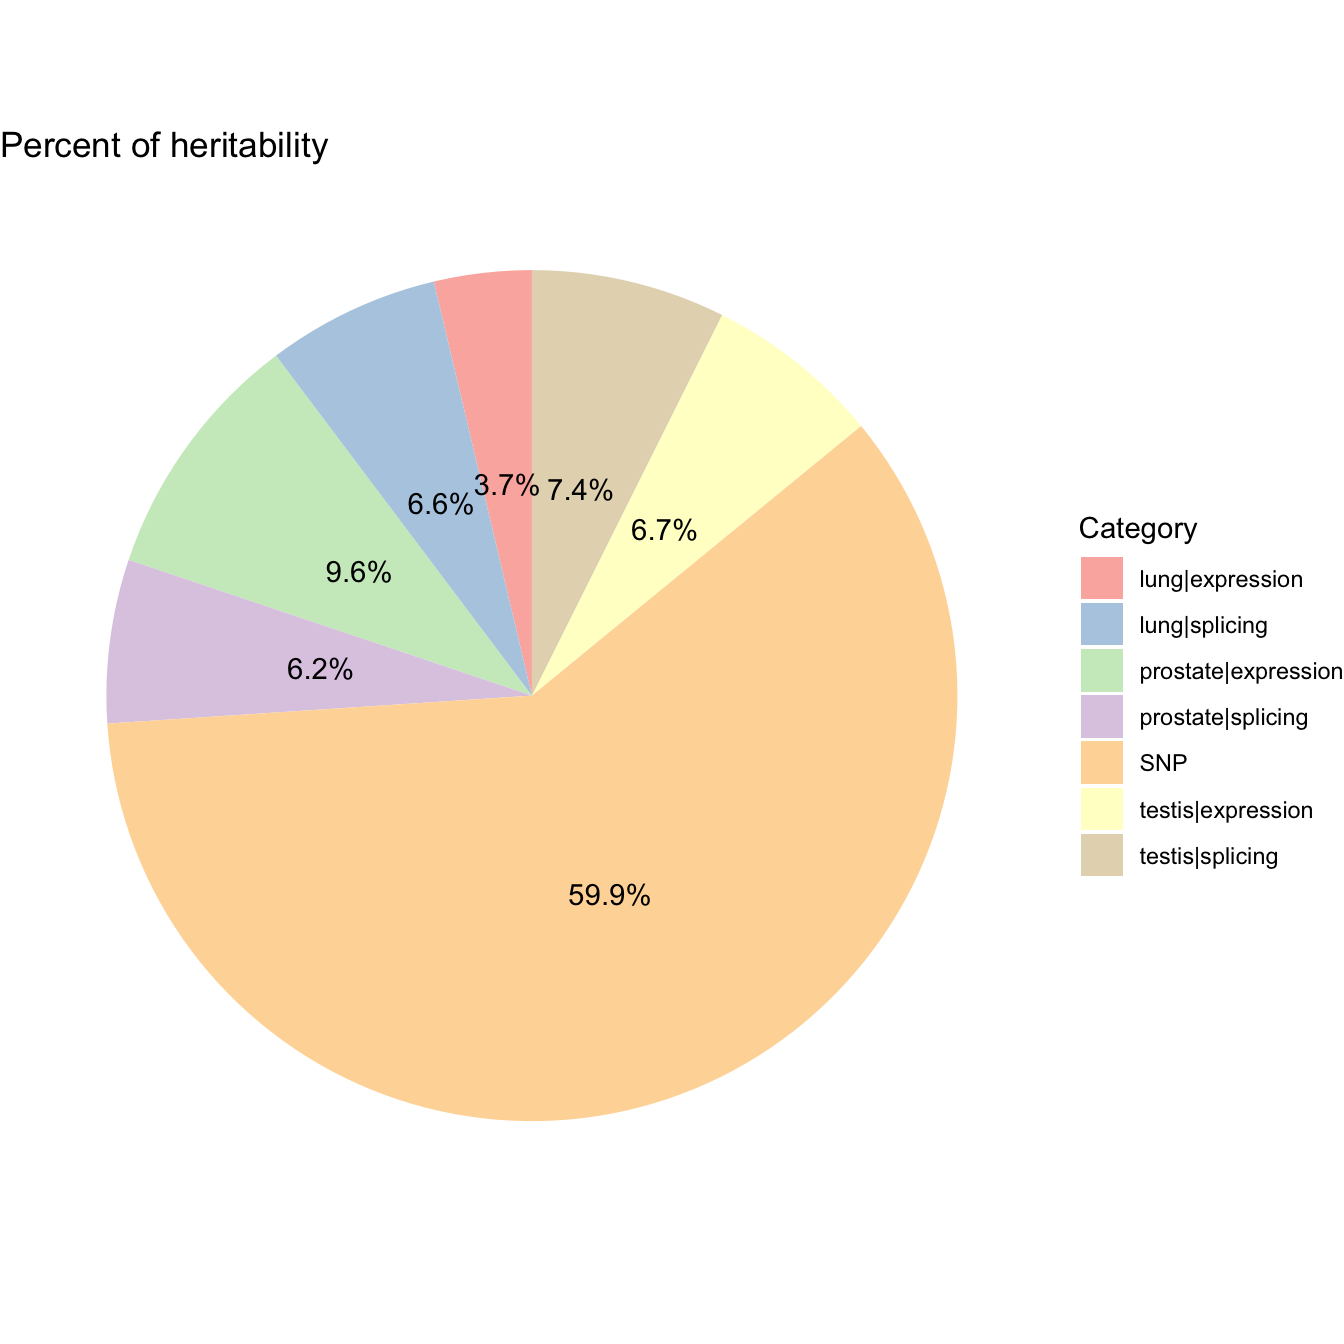 Percent of heritability
3.7%
7.4%
6.6%
6.7%
9.6%
6.2%
59.9%
Category
lung|expression
lung|splicing
prostate|expression
prostate|splicing
SNP
testis|expression
testis|splicing